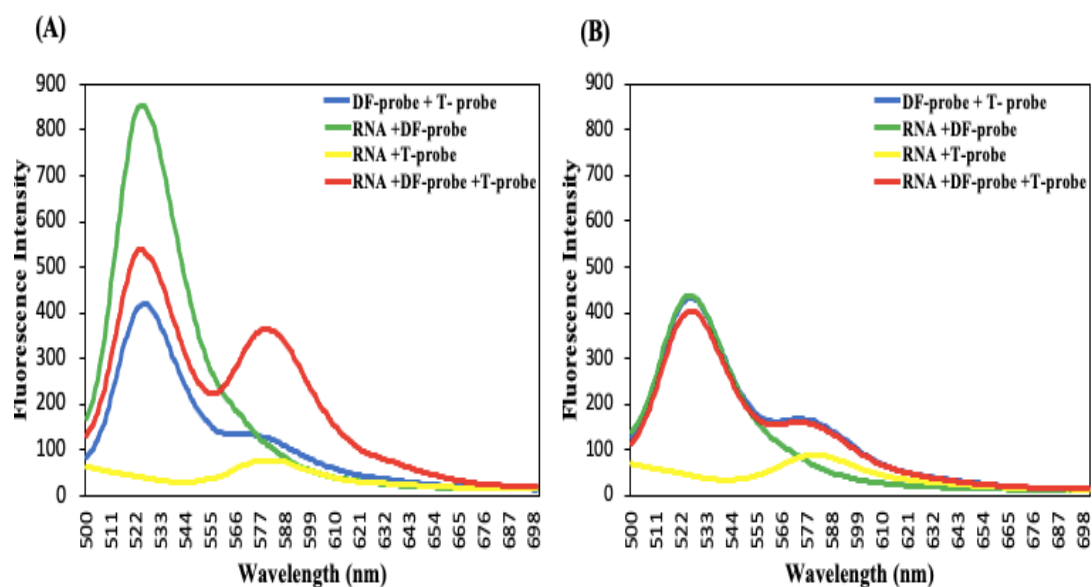 (A)
(B)
900
800
700
600
500
400
300
200
100
0
Fluorescence Intensity
DF-probe + T- probe
RNA +DF-probe
RNA +T-probe
RNA +DF-probe +T-probe
500 511 522 533 544 555 566 577 588 599 610 621 632 643 654 665 676 687 698
Wavelength (nm)
900
800
700
600
500
400
300
200
100
0
Fluorescence Intensity
DF-probe + T- probe
RNA +DF-probe
RNA +T-probe
RNA +DF-probe +T-probe
500 511 522 533 544 555 566 577 588 599 610 621 632 643 654 665 676 687 698
Wavelength (nm)